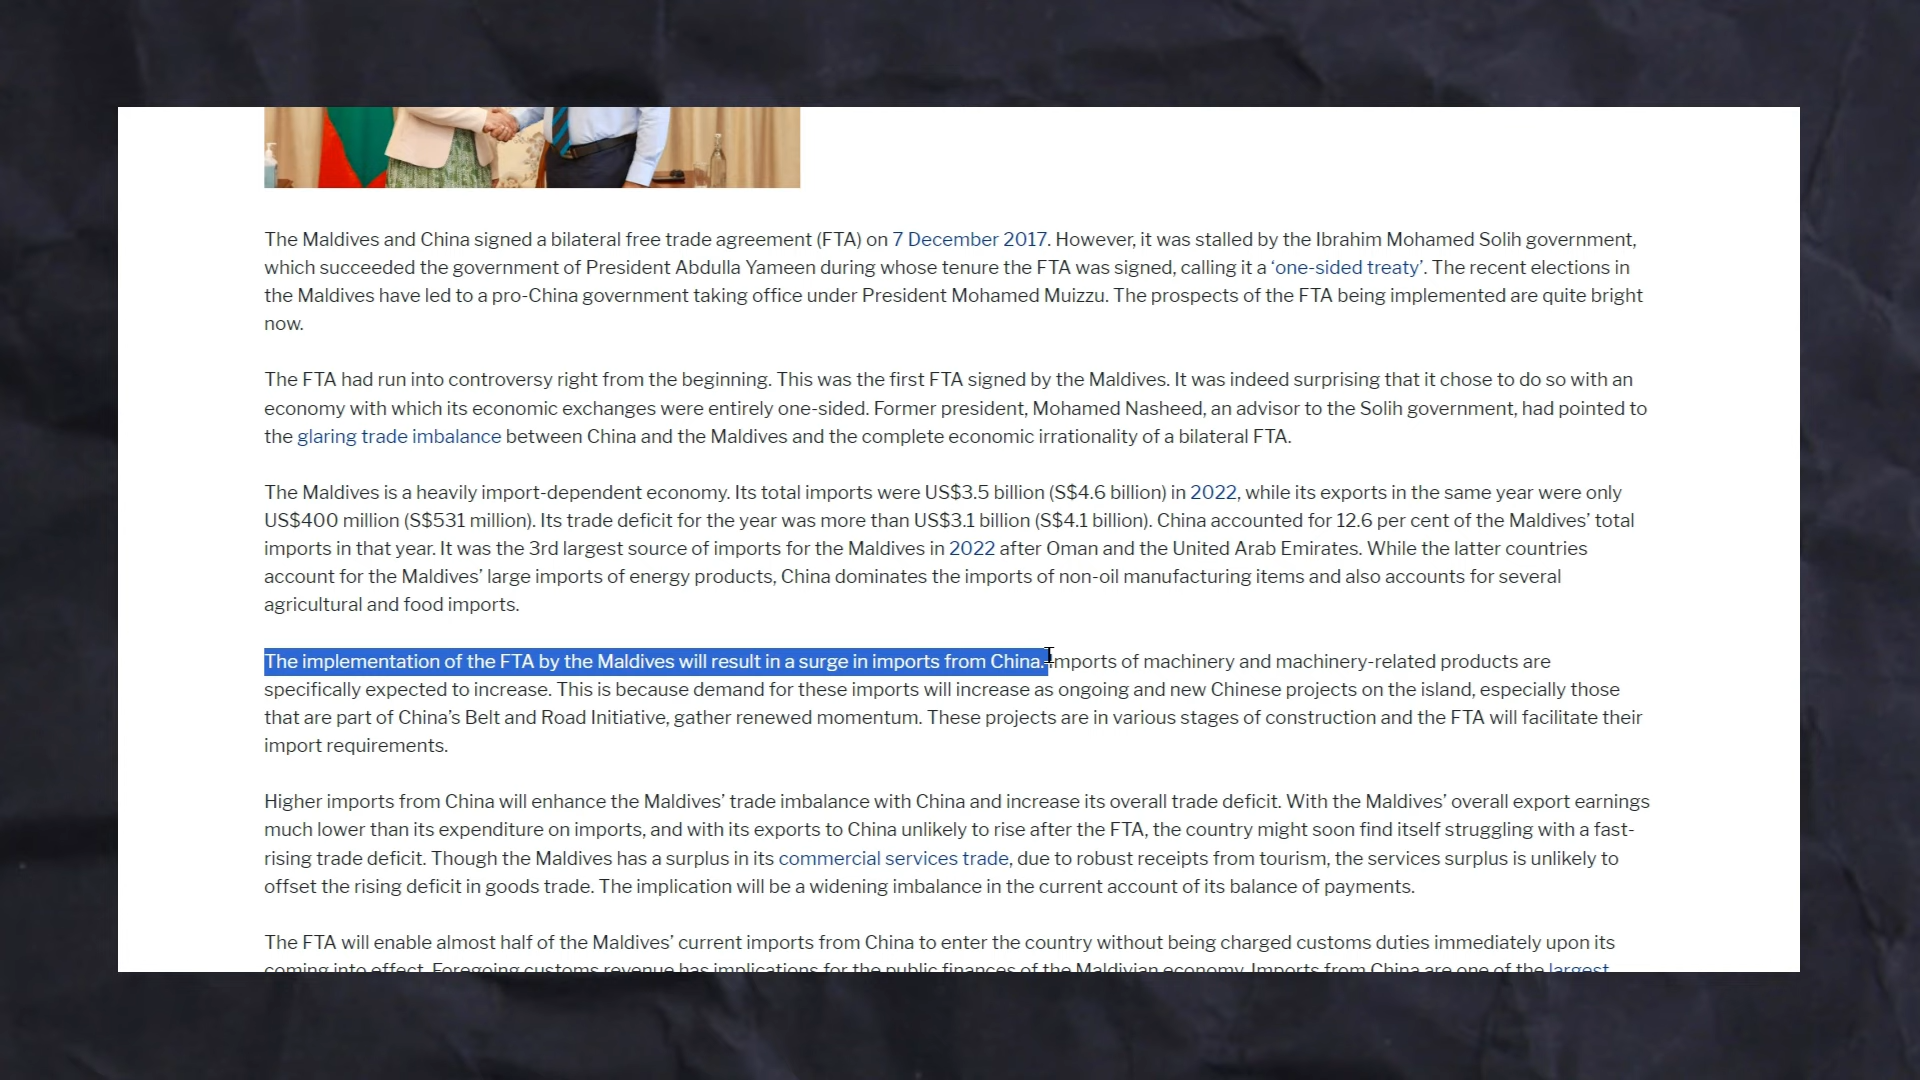 The Maldives and China signed a bilateral free trade agreement (FTA) on 7 December 2017. However, it was stalled by the Ibrahim Mohamed Solih government,
which succeeded the government of President Abdulla Yameen during whose tenure the FTA was signed, calling it a ‘one-sided treaty’. The recent elections in
the Maldives have led to a pro-China government taking office under President Mohamed Muizzu. The prospects of the FTA being implemented are quite bright
now.
The FTA had run into controversy right from the beginning. This was the first FTA signed by the Maldives. It was indeed surprising that it chose to do so with an
economy with which its economic exchanges were entirely one-sided. Former president, Mohamed Nasheed, an advisor to the Solih government, had pointed to
the glaring trade imbalance between China and the Maldives and the complete economic irrationality of a bilateral FTA.
The Maldives is a heavily import-dependent economy. Its total imports were US$3.5 billion (S$4.6 billion) in 2022, while its exports in the same year were only
US$400 million (S$531 million). Its trade deficit for the year was more than US$3.1 billion (S$4.1 billion). China accounted for 12.6 per cent of the Maldives’ total
imports in that year. It was the 3rd largest source of imports for the Maldives in 2022 after Oman and the United Arab Emirates. While the latter countries
account for the Maldives’ large imports of energy products, China dominates the imports of non-oil manufacturing items and also accounts for several
agricultural and food imports.
The implementation of the FTA by the Maldives will result in a surge in imports from China. Imports of machinery and machinery-related products are
specifically expected to increase. This is because demand for these imports will increase as ongoing and new Chinese projects on the island, especially those
that are part of China’s Belt and Road Initiative, gather renewed momentum. These projects are in various stages of construction and the FTA will facilitate their
import requirements.
Higher imports from China will enhance the Maldives’ trade imbalance with China and increase its overall trade deficit. With the Maldives’ overall export earnings
much lower than its expenditure on imports, and with its exports to China unlikely to rise after the FTA, the country might soon find itself struggling with a fast-
rising trade deficit. Though the Maldives has a surplus in its commercial services trade, due to robust receipts from tourism, the services surplus is unlikely to
offset the rising deficit in goods trade. The implication will be a widening imbalance in the current account of its balance of payments.
The FTA will enable almost half of the Maldives’ current imports from China to enter the country without being charged customs duties immediately upon its
coming into effect. Foregoing customs revenue has implications for the public finances of the Maldivian economy. Imports from China are one of the largest